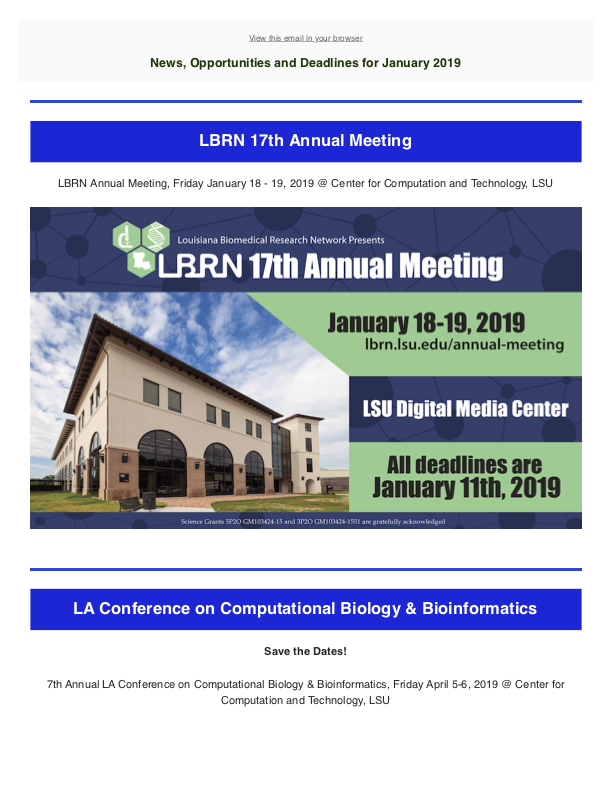 View this email in your browser
News, Opportunities and Deadlines for January 2019
LBRN 17th Annual Meeting
LBRN Annual Meeting, Friday January 18 - 19, 2019 @ Center for Computation and Technology, LSU
Louisiana Biomedical Research Network Presents
LBRN 17th Annual Meeting
January 18-19, 2019
lbrn.lsu.edu/annual-meeting
LSU Digital Media Center
All deadlines are
January 11th, 2019
Science Grants 5P2O GM103424-15 and 3P2O GM103424-1551 are gratefully acknowledged
LA Conference on Computational Biology & Bioinformatics
Save the Dates!
7th Annual LA Conference on Computational Biology & Bioinformatics, Friday April 5-6, 2019 @ Center for
Computation and Technology, LSU